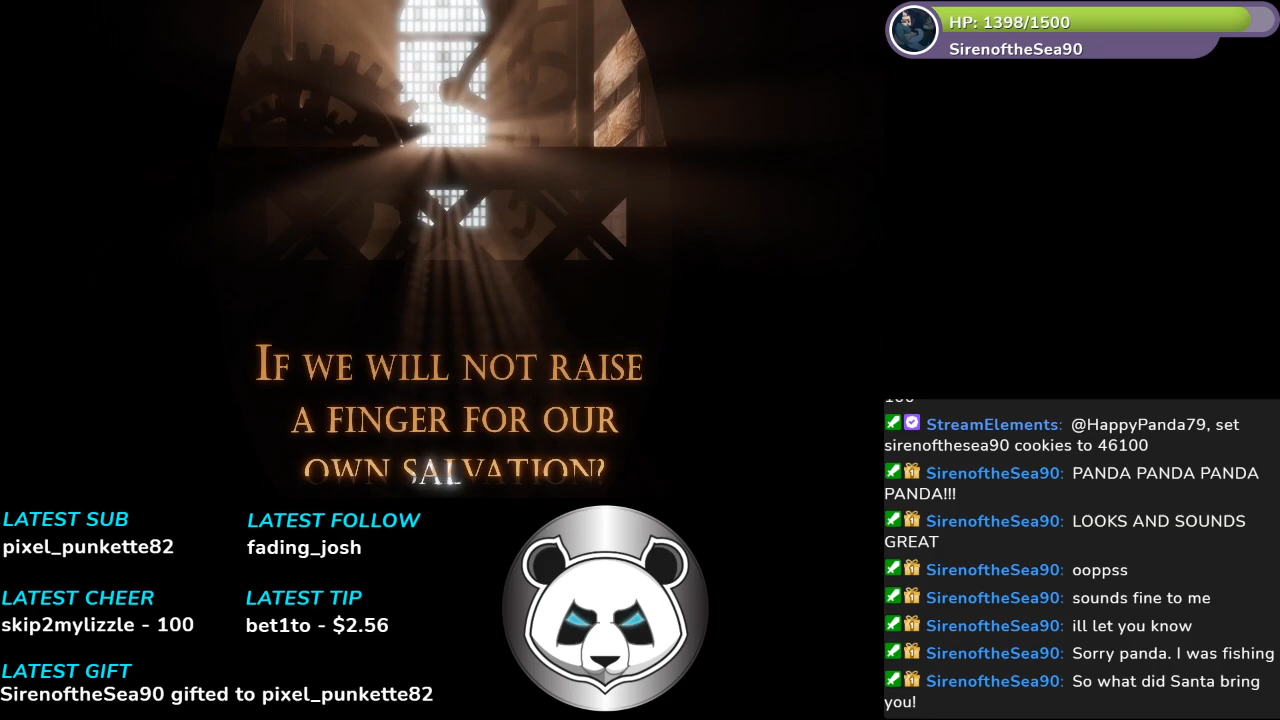 HP: 1398/1500
SirenoftheSea90
IF WE WILL NOT RAISE
A FINGER FOR OUR
OWN SALVATION?
LATEST SUB
pixel_punkette82
LATEST FOLLOW
fading_josh
LATEST CHEER
skip2mylizzle - 100
LATEST TIP
bet1to - $2.56
LATEST GIFT
SirenoftheSea90 gifted to pixel_punkette82
StreamElements: @HappyPanda79, set
sirenofthesea90 cookies to 46100
SirenoftheSea90: PANDA PANDA PANDA
PANDA!!!
SirenoftheSea90: LOOKS AND SOUNDS
GREAT
SirenoftheSea90: ooppss
SirenoftheSea90: sounds fine to me
SirenoftheSea90: ill let you know
SirenoftheSea90: Sorry panda. I was fishing
SirenoftheSea90: So what did Santa bring
you!